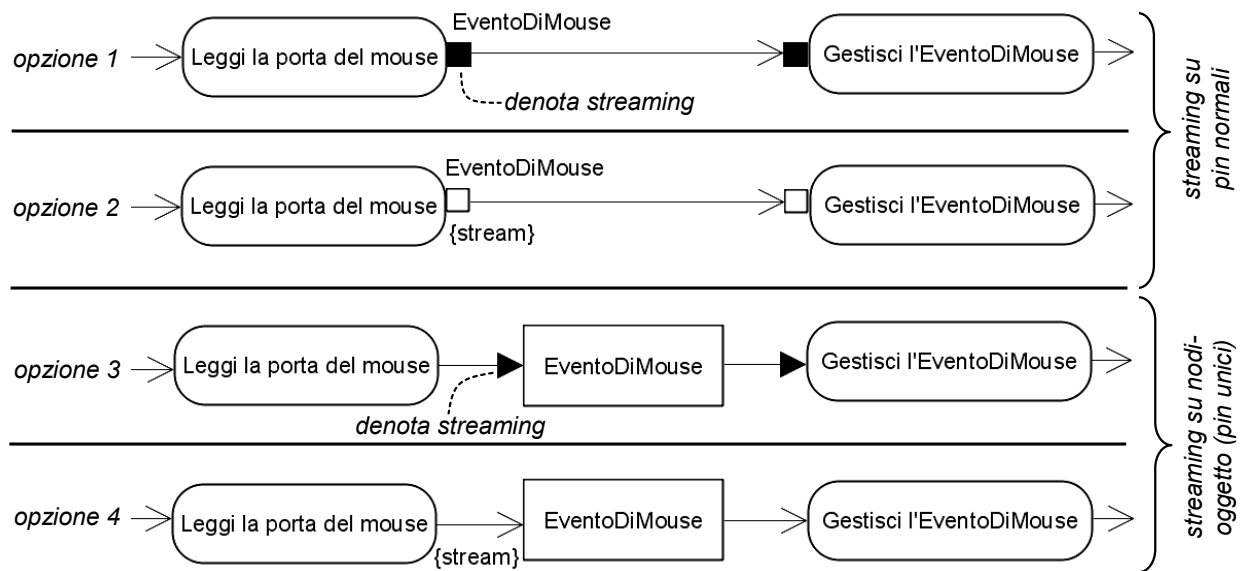 EventoDiMouse
opzione 1
Leggi la porta del mouse
Gestisci l'EventoDiMouse
denota streaming
EventoDiMouse
opzione 2
Leggi la porta del mouse
Gestisci l'EventoDiMouse
{stream}
streaming su
pin normali
opzione 3
Leggi la porta del mouse
EventoDiMouse
Gestisci l'EventoDiMouse
denota streaming
opzione 4
Leggi la porta del mouse
EventoDiMouse
Gestisci l'EventoDiMouse
{stream}
streaming su nodi-
oggetto (pin unici)